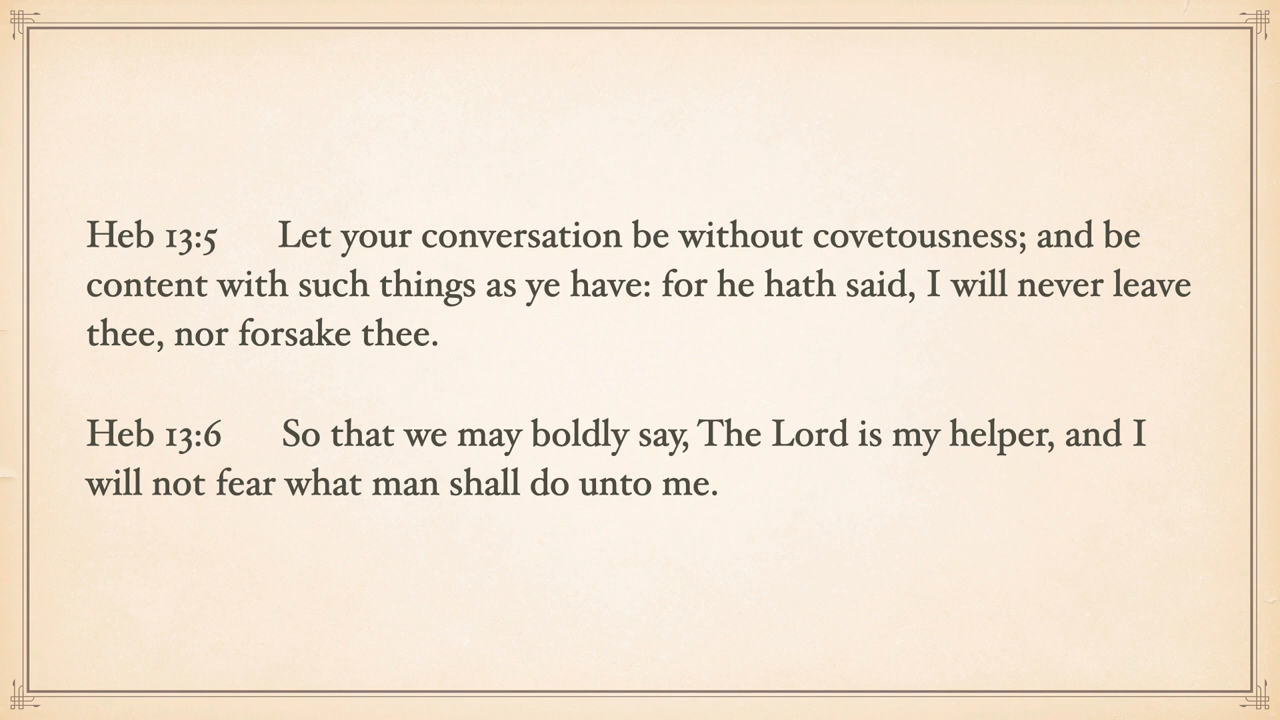 Heb 13:5 Let your conversation be without covetousness; and be
content with such things as ye have: for he hath said, I will never leave
thee, nor forsake thee.
Heb 13:6 So that we may boldly say, The Lord is my helper, and I
will not fear what man shall do unto me.